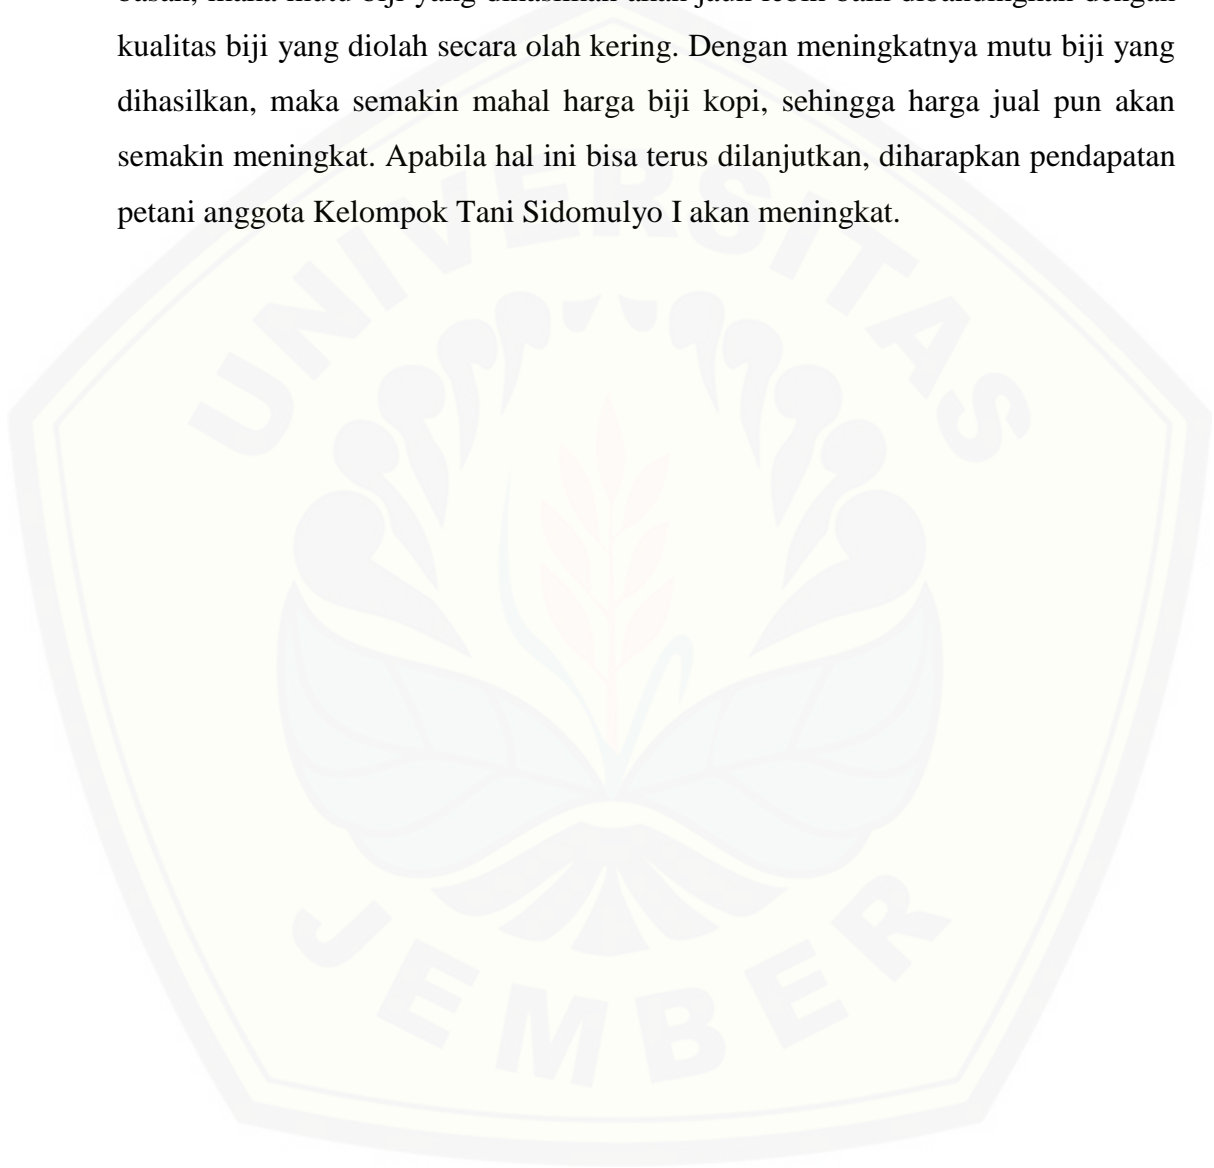 basah, maka mutu biji yang dihasilkan akan jauh lebih baik dibandingkan dengan
kualitas biji yang diolah secara olah kering. Dengan meningkatnya mutu biji yang
dihasilkan, maka semakin mahal harga biji kopi, sehingga harga jual pun akan
semakin meningkat. Apabila hal ini bisa terus dilanjutkan, diharapkan pendapatan
petani anggota Kelompok Tani Sidomulyo I akan meningkat.
UNIVERSITAS
JEMBER